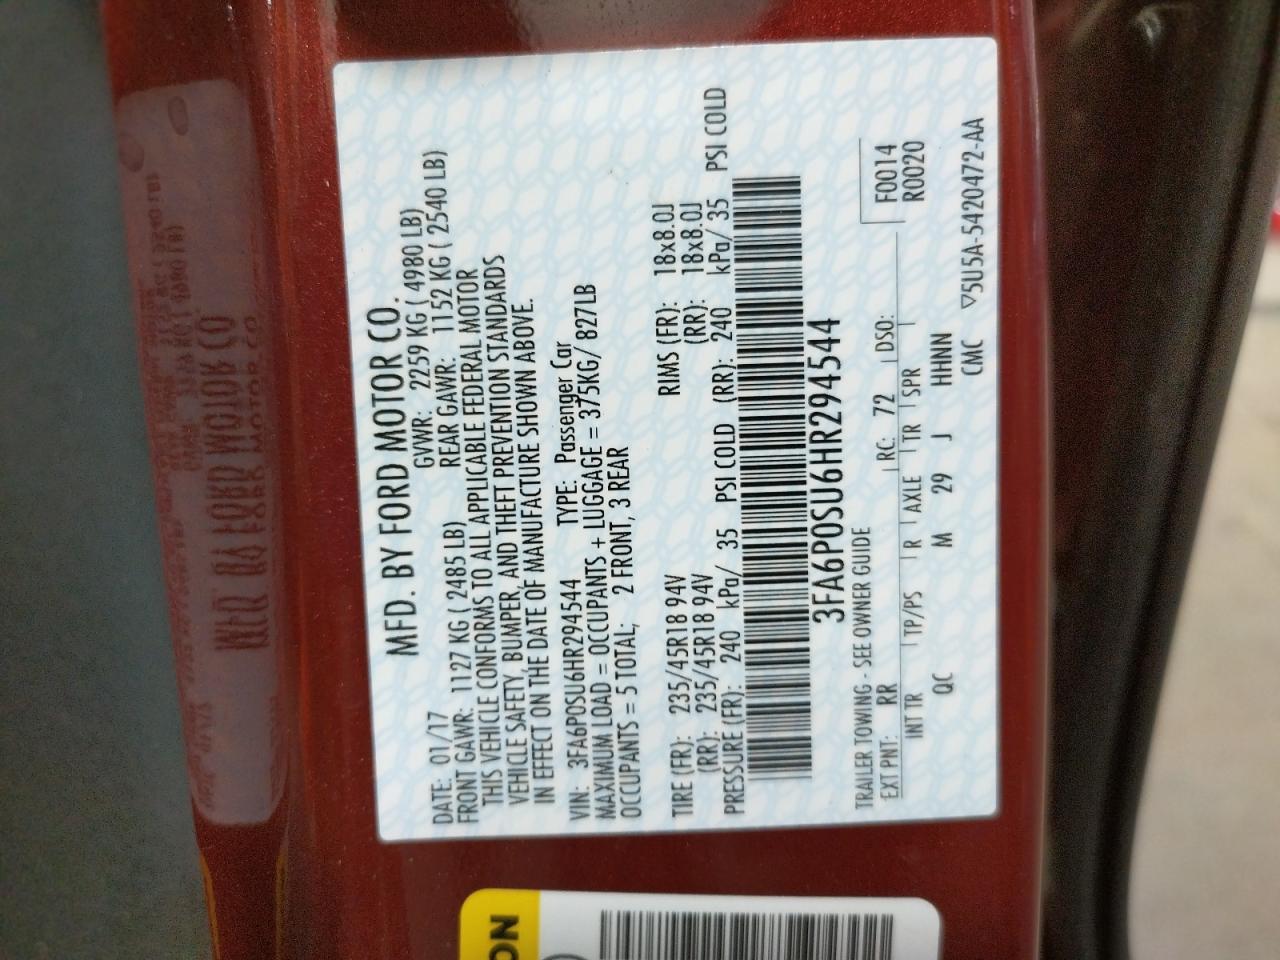 MFD. BY FORD MOTOR CO.
DATE: 01/17 GVWR: 2259 KG ( 4980 LB)
FRONT GAWR: 1127 KG ( 2485 LB) REAR GAWR: 1152 KG ( 2540 LB)
THIS VEHICLE CONFORMS TO ALL APPLICABLE FEDERAL MOTOR
VEHICLE SAFETY, BUMPER, AND THEFT PREVENTION STANDARDS
IN EFFECT ON THE DATE OF MANUFACTURE SHOWN ABOVE.
VIN: 3FA6P0SU6HR294544 TYPE: Passenger Car
MAXIMUM LOAD = OCCUPANTS + LUGGAGE = 375KG/ 827LB
OCCUPANTS = 5 TOTAL; 2 FRONT, 3 REAR
TIRE (FR): 235/45R18 94V RIMS (FR): 18x8.0J
(RR): 235/45R18 94V (RR): 18x8.0J
PRESSURE (FR): 240 kPa/ 35 PSI COLD (RR): 240 kPa/ 35 PSI COLD
3FA6P0SU6HR294544
TRAILER TOWING - SEE OWNER GUIDE
EXT PNT: RR RC: 72 DSO: F0014
INT TR TP/PS R AXLE TR SPR R0020
QC M 29 J HHNN
CMC ▽5U5A-5420472-AA
ON